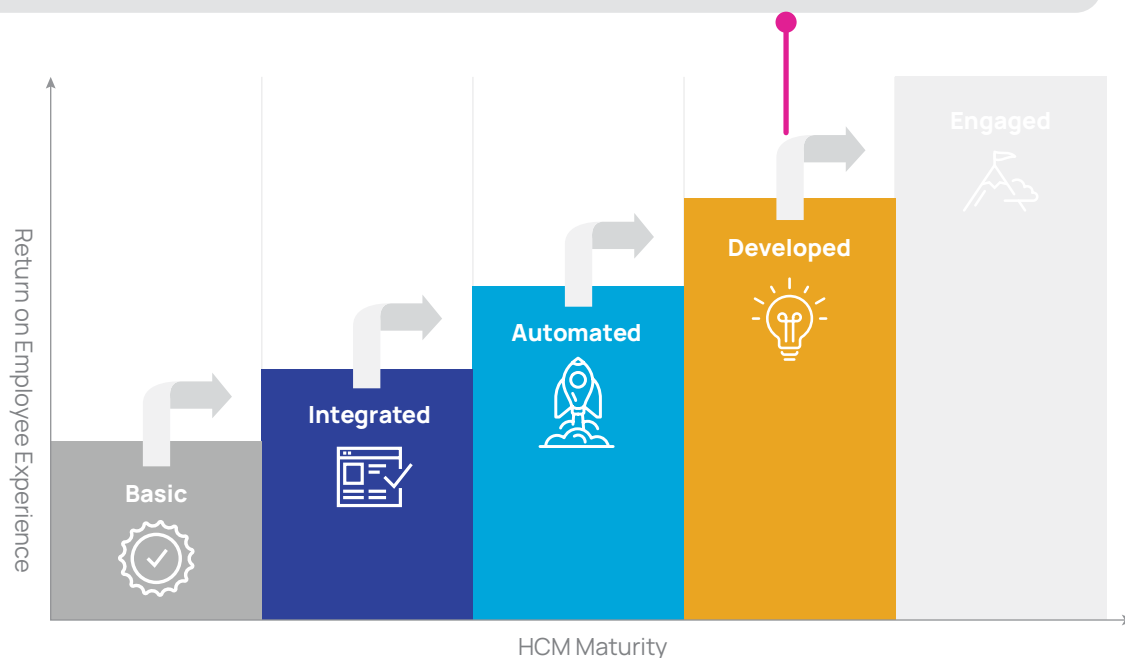 Engaged
Developed
Automated
Integrated
Basic
Return on Employee Experience
HCM Maturity